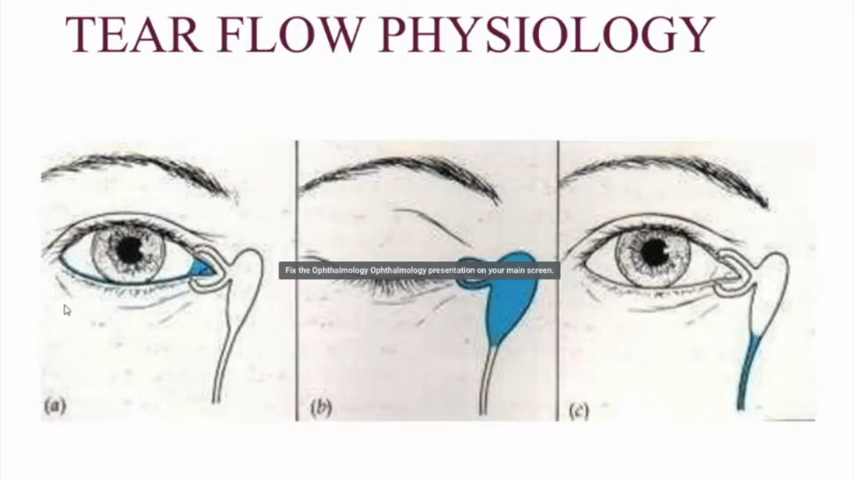 TEAR FLOW PHYSIOLOGY
Fix the Ophthalmology Ophthalmology presentation on your main screen.
(a)
(b)
(c)